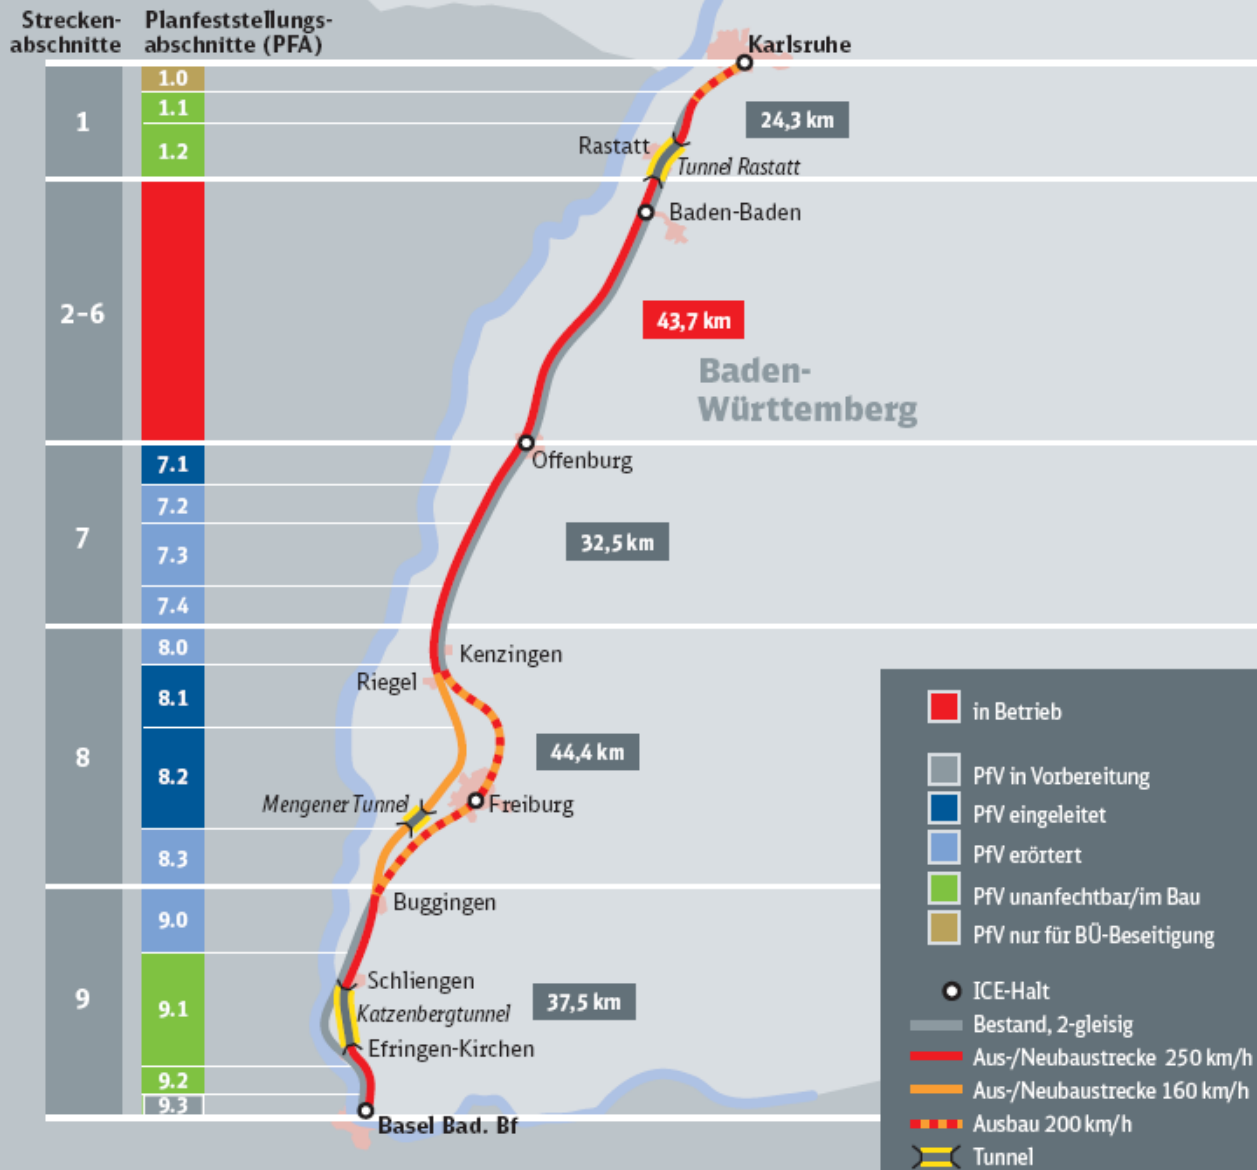 Strecken-
abschnitte
Planfeststellungs-
abschnitte (PFA)
Karlsruhe
1
1.0
1.1
1.2
24,3 km
Rastatt
Tunnel Rastatt
Baden-Baden
2-6
43,7 km
Baden-
Württemberg
Offenburg
7
7.1
7.2
7.3
7.4
32,5 km
8
8.0
8.1
8.2
8.3
Kenzingen
Riegel
44,4 km
Mengener Tunnel
Freiburg
9
9.0
9.1
9.2
9.3
Buggingen
Schliengen
Katzenbergtunnel
37,5 km
Efringen-Kirchen
Basel Bad. Bf
in Betrieb
PfV in Vorbereitung
PfV eingeleitet
PfV erörtert
PfV unanfechtbar/im Bau
PfV nur für BÜ-Beseitigung
ICE-Halt
Bestand, 2-gleisig
Aus-/Neubaustrecke 250 km/h
Aus-/Neubaustrecke 160 km/h
Ausbau 200 km/h
Tunnel